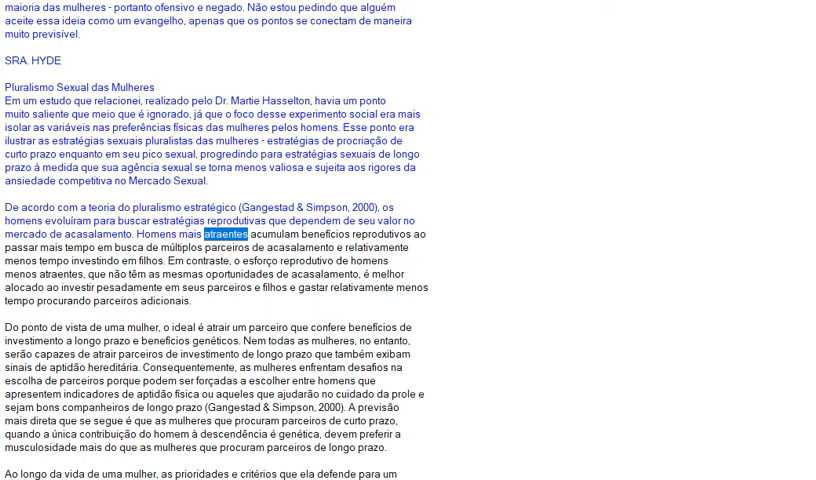 maioria das mulheres - portanto ofensivo e negado. Não estou pedindo que alguém
aceite essa ideia como um evangelho, apenas que os pontos se conectam de maneira
muito previsível.
SRA. HYDE
Pluralismo Sexual das Mulheres
Em um estudo que relacionei, realizado pelo Dr. Martie Hasselton, havia um ponto
muito saliente que meio que é ignorado, já que o foco desse experimento social era mais
isolar as variáveis nas preferências físicas das mulheres pelos homens. Esse ponto era
ilustrar as estratégias sexuais pluralistas das mulheres - estratégias de procriação de
curto prazo enquanto em seu pico sexual, progredindo para estratégias sexuais de longo
prazo à medida que sua agência sexual se torna menos valiosa e sujeita aos rigores da
ansiedade competitiva no Mercado Sexual.
De acordo com a teoria do pluralismo estratégico (Gangestad & Simpson, 2000), os
homens evoluíram para buscar estratégias reprodutivas que dependem de seu valor no
mercado de acasalamento. Homens mais atraentes acumulam benefícios reprodutivos ao
passar mais tempo em busca de múltiplos parceiros de acasalamento e relativamente
menos tempo investindo em filhos. Em contraste, o esforço reprodutivo de homens
menos atraentes, que não têm as mesmas oportunidades de acasalamento, é melhor
alocado ao investir pesadamente em seus parceiros e filhos e gastar relativamente menos
tempo procurando parceiros adicionais.
Do ponto de vista de uma mulher, o ideal é atrair um parceiro que confere benefícios de
investimento a longo prazo e benefícios genéticos. Nem todas as mulheres, no entanto,
serão capazes de atrair parceiros de investimento de longo prazo que também exibam
sinais de aptidão hereditária. Consequentemente, as mulheres enfrentam desafios na
escolha de parceiros porque podem ser forçadas a escolher entre homens que
apresentem indicadores de aptidão física ou aqueles que ajudarão no cuidado da prole e
sejam bons companheiros de longo prazo (Gangestad & Simpson, 2000). A previsão
mais direta que se segue é que as mulheres que procuram parceiros de curto prazo,
quando a única contribuição do homem à descendência é genética, devem preferir a
musculosidade mais do que as mulheres que procuram parceiros de longo prazo.
Ao longo da vida de uma mulher, as prioridades e critérios que ela defende para um